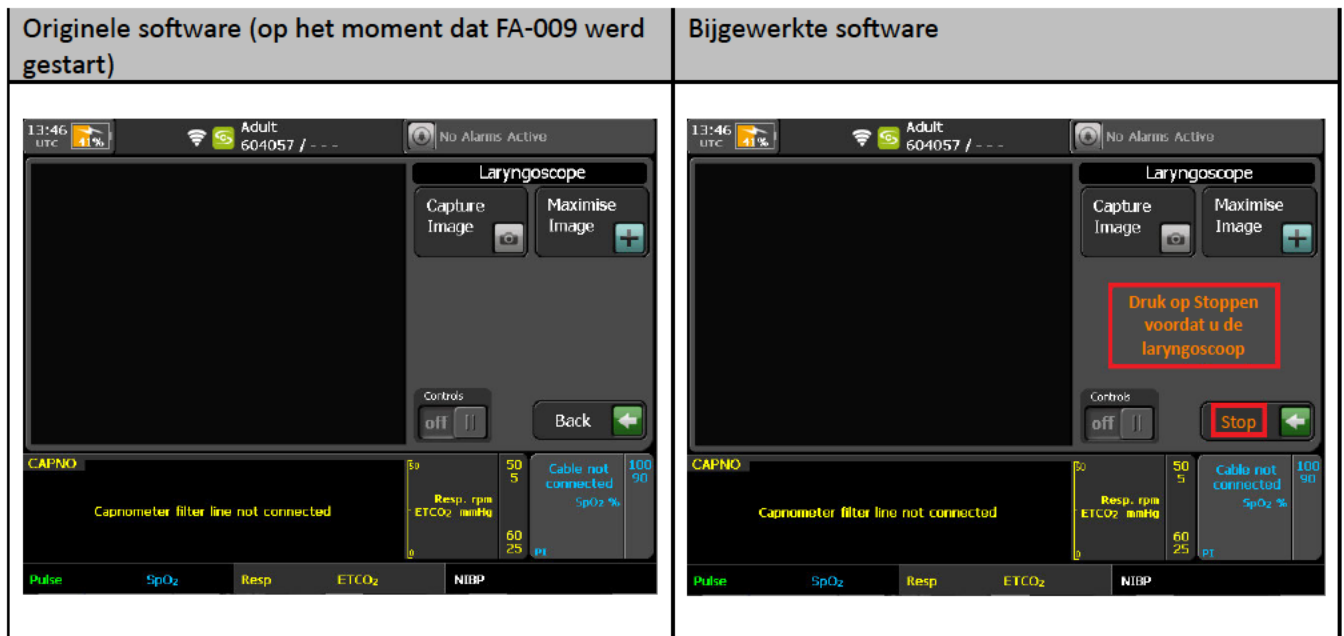 Originele software (op het moment dat FA-009 werd
gestart)
Bijgewerkte software
13:46
UTC
41%
Adult
604057 / - - -
No Alarms Active
Laryngoscope
Capture
Image
Maximise
Image
Controls
off
Back
CAPNO
Capnometer filter line not connected
50
0
Resp. rpm
ETCO2 mmHg
50
5
60
25
Cable not
connected
SpO2 %
100
90
PI
Pulse
SpO2
Resp
ETCO2
NIBP
13:46
UTC
41%
Adult
604057 / - - -
No Alarms Active
Laryngoscope
Capture
Image
Maximise
Image
Druk op Stoppen
voordat u de
laryngoscoop
Controls
off
Stop
CAPNO
Capnometer filter line not connected
50
0
Resp. rpm
ETCO2 mmHg
50
5
60
25
Cable not
connected
SpO2 %
100
90
PI
Pulse
SpO2
Resp
ETCO2
NIBP